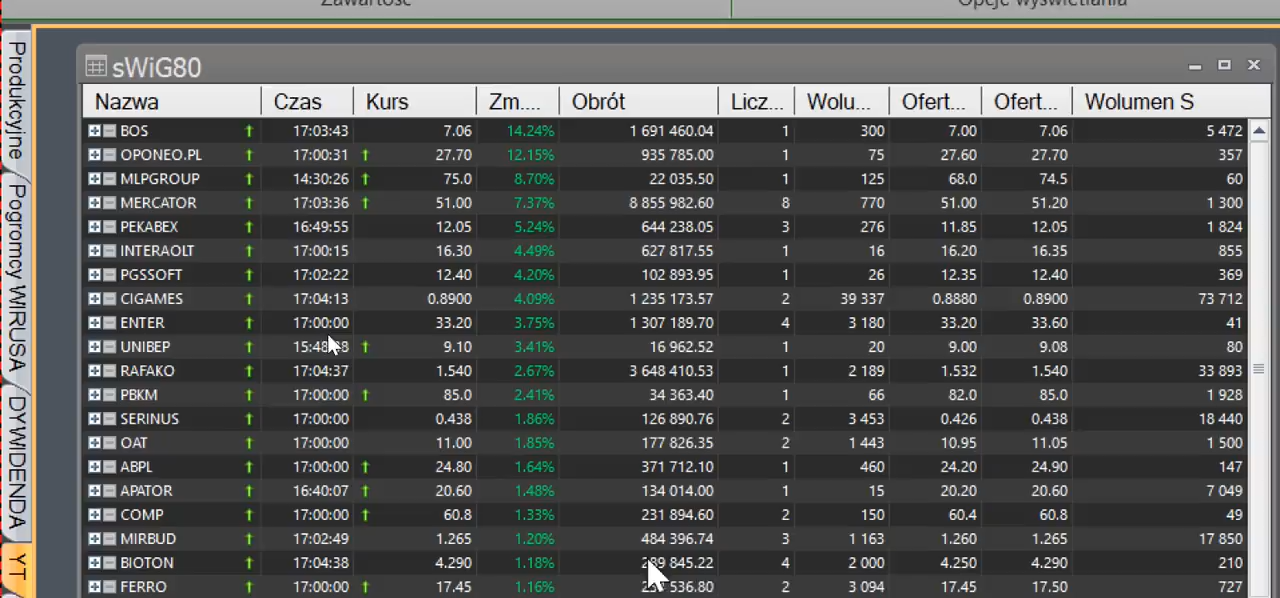 Zawartość Opcje wyświetlania
sWiG80
Nazwa Czas Kurs Zm.... Obrót Licz... Wolu... Ofert... Ofert... Wolumen S
BOS 17:03:43 7.06 14.24% 1 691 460.04 1 300 7.00 7.06 5 472
OPONEO.PL 17:00:31 27.70 12.15% 935 785.00 1 75 27.60 27.70 357
MLPGROUP 14:30:26 75.0 8.70% 22 035.50 1 125 68.0 74.5 60
MERCATOR 17:03:36 51.00 7.37% 8 855 982.60 8 770 51.00 51.20 1 300
PEKABEX 16:49:55 12.05 5.24% 644 238.05 3 276 11.85 12.05 1 824
INTERAOLT 17:00:15 16.30 4.49% 627 817.55 1 16 16.20 16.35 855
PGSSOFT 17:02:22 12.40 4.20% 102 893.95 1 26 12.35 12.40 369
CIGAMES 17:04:13 0.8900 4.09% 1 235 173.57 2 39 337 0.8880 0.8900 73 712
ENTER 17:00:00 33.20 3.75% 1 307 189.70 4 3 180 33.20 33.60 41
UNIBEP 9.10 3.41% 16 962.52 1 20 9.00 9.08 80
RAFAKO 17:04:37 1.540 2.67% 3 648 410.53 1 2 189 1.532 1.540 33 893
PBKM 17:00:00 85.0 2.41% 34 363.40 1 66 82.0 85.0 1 928
SERINUS 17:00:00 0.438 1.86% 126 890.76 2 3 453 0.426 0.438 18 440
OAT 17:00:00 11.00 1.85% 177 826.35 2 1 443 10.95 11.05 1 500
ABPL 17:00:00 24.80 1.64% 371 712.10 1 460 24.20 24.90 147
APATOR 16:40:07 20.60 1.48% 134 014.00 1 15 20.20 20.60 7 049
COMP 17:00:00 60.8 1.33% 231 894.60 2 150 60.4 60.8 49
MIRBUD 17:02:49 1.265 1.20% 484 396.74 3 1 163 1.260 1.265 17 850
BIOTON 17:04:38 4.290 1.18% 845.22 4 2 000 4.250 4.290 210
FERRO 17:00:00 17.45 1.16% 536.80 2 3 094 17.40 17.50 727
Produkcyjne
Pogromcy WIRUSA
DYWIDENDA
YT